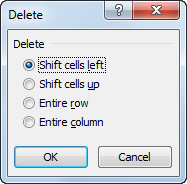 Delete
Delete
Shift cells left
Shift cells up
Entire row
Entire column
OK
Cancel